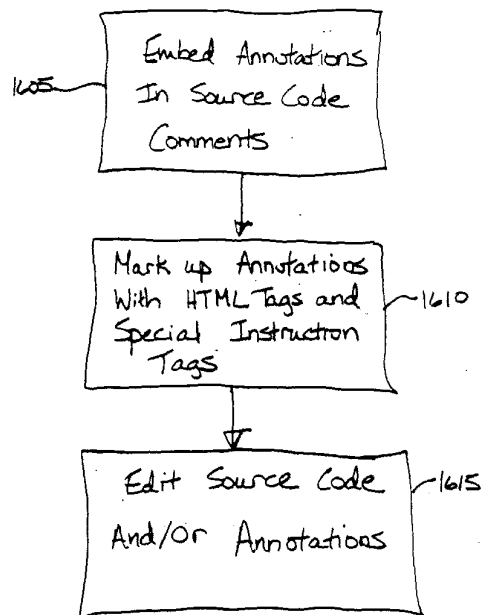 Embed Annotations
1605 In Source Code
Comments
Mark up Annotations
With HTML Tags and 1610
Special Instruction
Tags
Edit Source Code 1615
And/Or Annotations